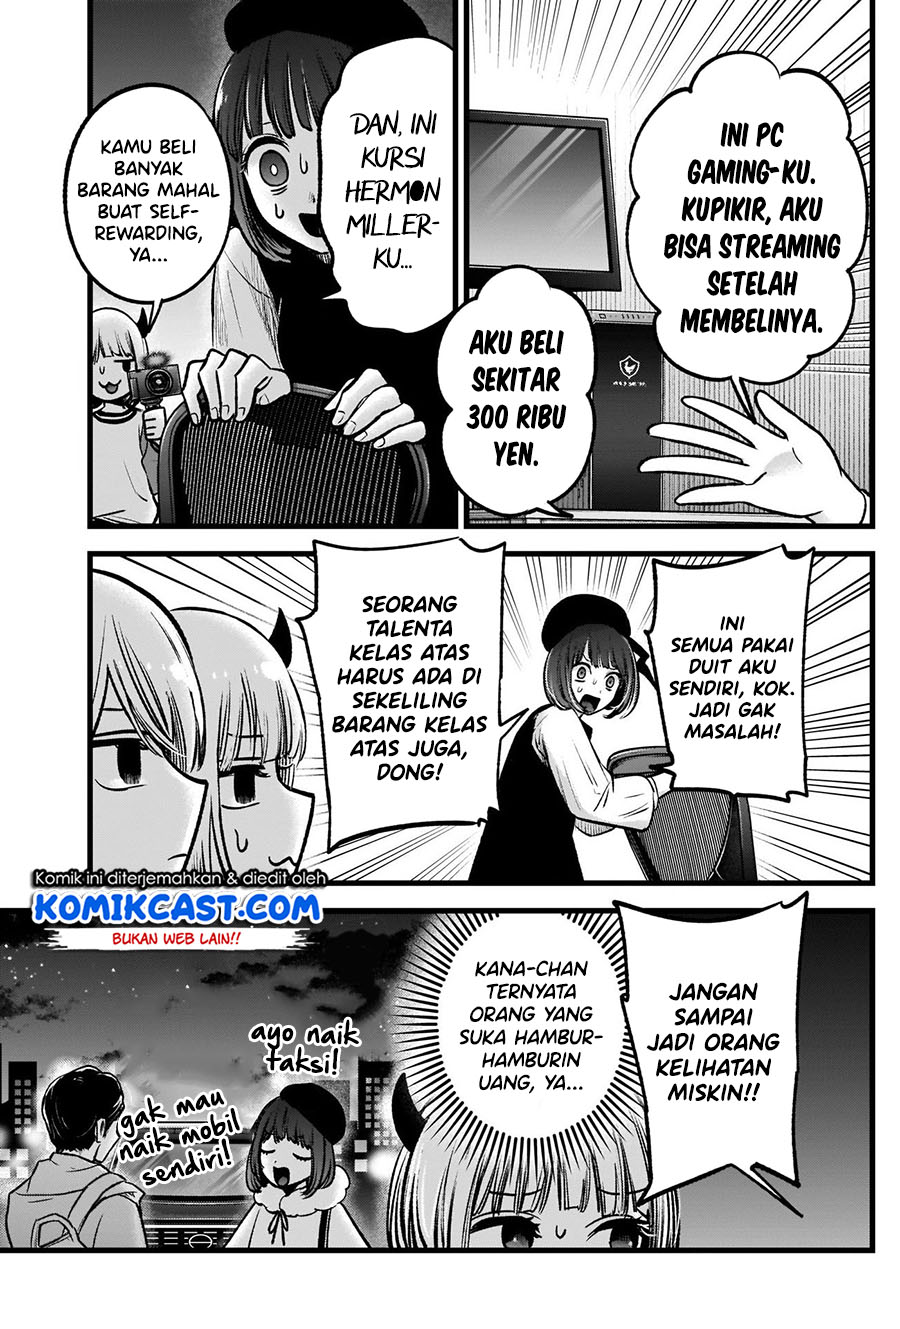 INI PC
GAMING-KU.
KUPIKIR, AKU
BISA STREAMING
SETELAH
MEMBELINYA.
AKU BELI
SEKITAR
300 RIBU
YEN.
DAN, INI
KURSI
HERMON
MILLER-
KU...
KAMU BELI
BANYAK
BARANG MAHAL
BUAT SELF-
REWARDING,
YA...
INI
SEMUA PAKAI
DUIT AKU
SENDIRI, KOK.
JADI GAK
MASALAH!
SEORANG
TALENTA
KELAS ATAS
HARUS ADA DI
SEKELILING
BARANG KELAS
ATAS JUGA,
DONG!
Komik ini diterjemahkan & diedit oleh
KOMIKCAST.COM
BUKAN WEB LAIN!!
JANGAN
SAMPAI
JADI ORANG
KELIHATAN
MISKIN!!
KANA-CHAN
TERNYATA
ORANG YANG
SUKA HAMBUR-
HAMBURIN
UANG, YA...
ayo naik
taksi!
gak mau
naik mobil
sendiri!